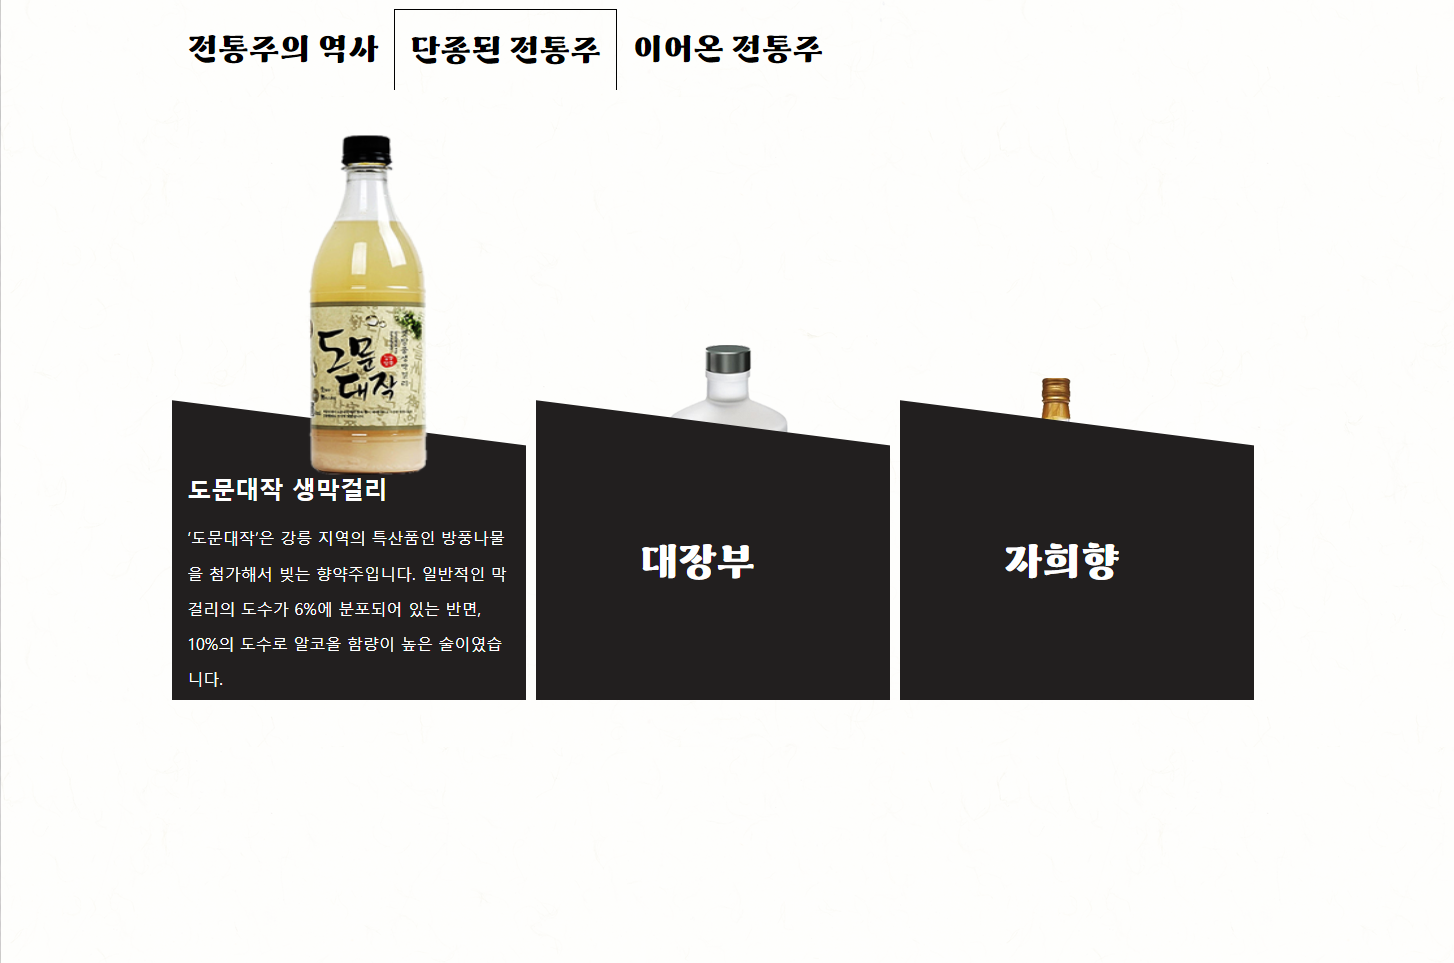 전통주의 역사
단종된 전통주
이어온 전통주
도문
대작
도문대작 생막걸리
‘도문대작’은 강릉 지역의 특산품인 방풍나물
을 첨가해서 빚는 향약주입니다. 일반적인 막
걸리의 도수가 6%에 분포되어 있는 반면,
10%의 도수로 알코올 함량이 높은 술이였습
니다.
대장부
자희향